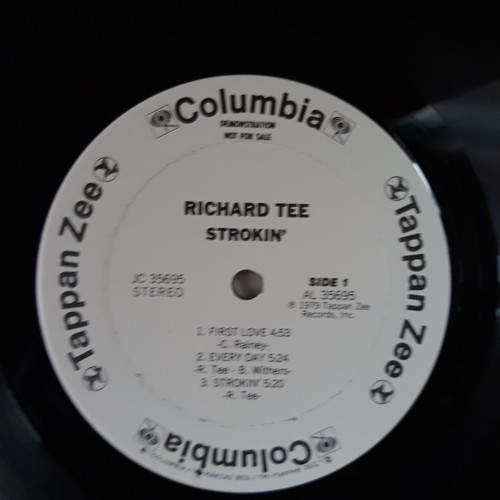 Columbia
DEMONSTRATION
NOT FOR SALE
Tappan Zee
Tappan Zee
RICHARD TEE
STROKIN'
JC 35695
STEREO
SIDE 1
AL 35695
℗ 1979 Tappan Zee
Records, Inc.
1. FIRST LOVE 4:53
-C. Rainey-
2. EVERY DAY 5:24
-R. Tee - B. Withers-
3. STROKIN' 5:20
-R. Tee-
Columbia